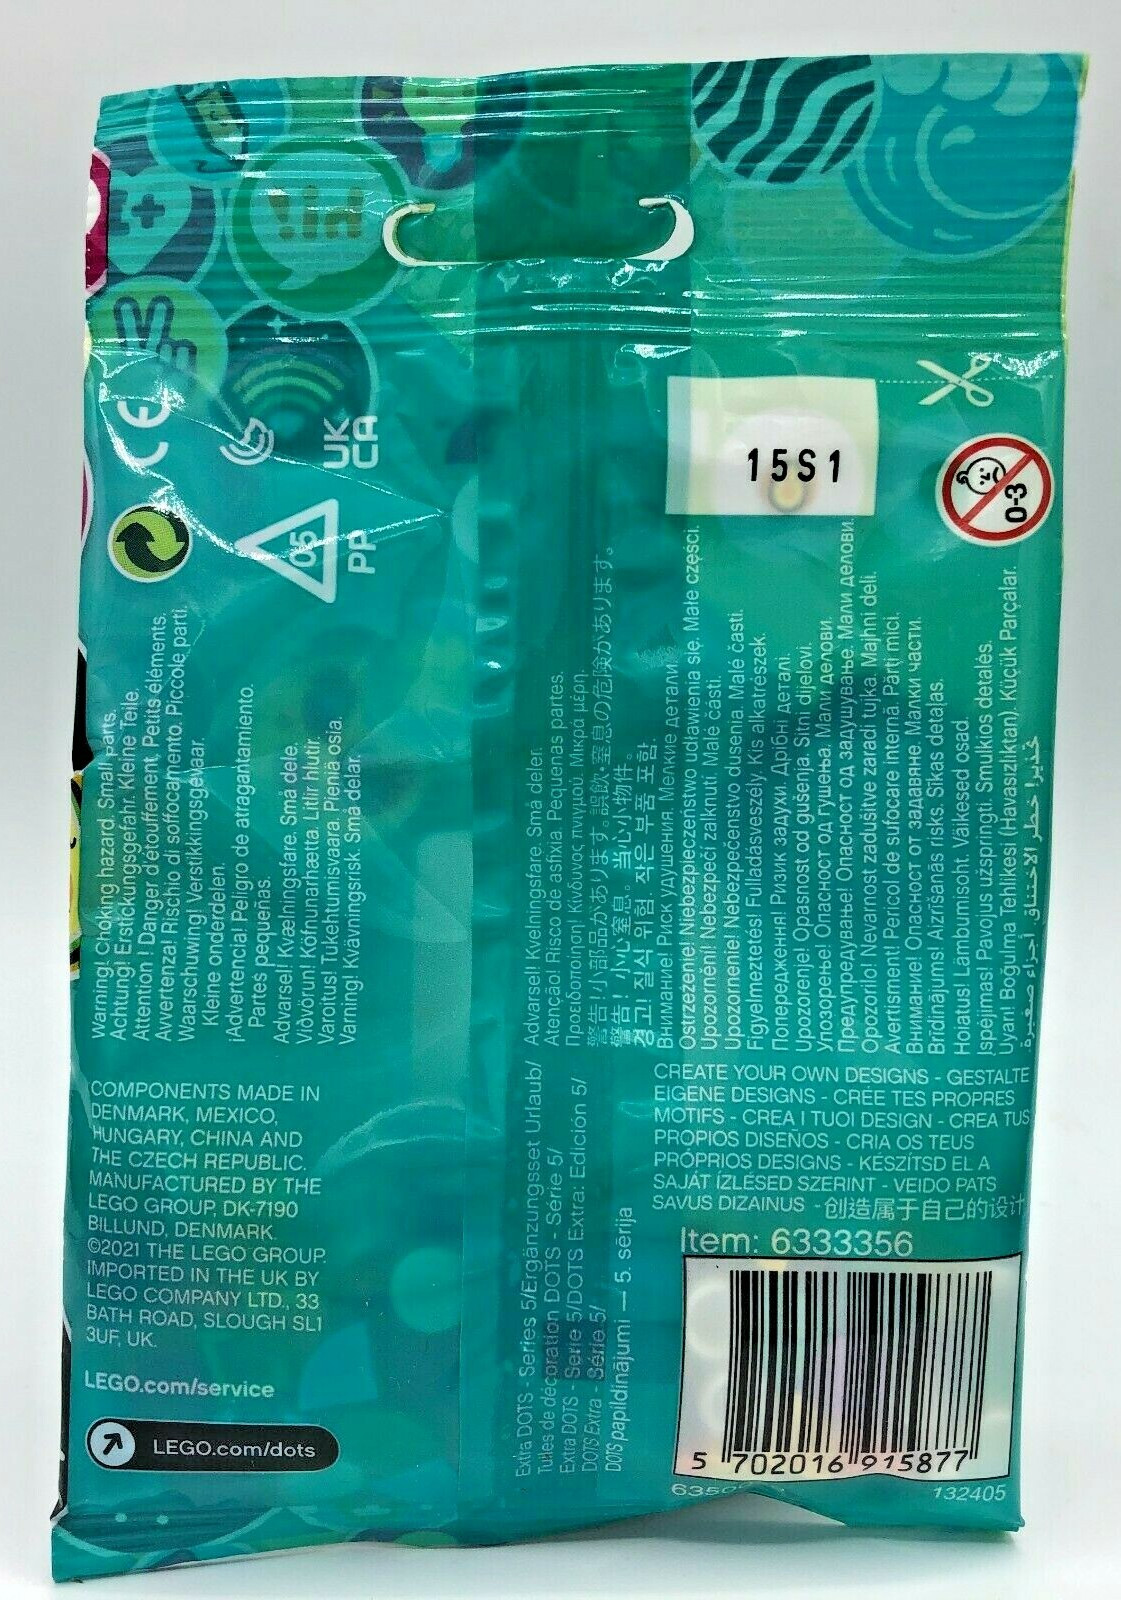 Hi!
CE
UK
CA
05
PP
15S1
0-3
Warning! Choking hazard. Small Parts.
Achtung! Erstickungsgefahr. Kleine Teile.
Attention ! Danger d'étouffement. Petits éléments.
Avvertenza! Rischio di soffocamento. Piccole parti.
Waarschuwing! Verstikkingsgevaar.
Kleine onderdelen.
¡Advertencia! Peligro de atragantamiento.
Partes pequeñas.
Advarsel! Kvælningsfare. Små dele.
Viðvörun! Köfnunarhætta. Litlir hlutir.
Varoitus! Tukehtumisvaara. Pieniä osia.
Varning! Kvävningsrisk. Små delar.
Advarsel! Kvelningsfare. Små deler.
Atenção! Risco de asfixia. Pequenas partes.
Προειδοποίηση! Κίνδυνος πνιγμού. Μικρά μέρη.
警告! 小部品があります。誤飲・窒息の危険があります。
警告! 小心窒息。当心小物件。
경고! 질식 위험. 작은 부품 포함
Внимание! Риск удушения. Мелкие детали
Ostrzeżenie! Niebezpieczeństwo udławienia się. Małe części.
Upozornění! Nebezpečí zalknutí. Malé části.
Upozornenie! Nebezpečenstvo dusenia. Malé časti.
Figyelmeztetés! Fulladásveszély. Kis alkatrészek.
Попередження! Ризик задухи. Дрібні деталі.
Upozorenje! Opasnost od gušenja. Sitni dijelovi.
Упозорење! Опасност од гушења. Мали делови.
Предупредување! Опасност од задушување. Мали делови.
Opozorilo! Nevarnost zadušitve zaradi tujka. Majhni deli.
Avertisment! Pericol de sufocare internă. Părți mici.
Внимание! Опасност от задавяне. Малки части.
Brīdinājums! Aizrīšanās risks. Sīkas detaļas.
Hoiatus! Lämbumisoht. Väikesed osad.
Įspėjimas! Pavojus užspringti. Smulkios detalės.
Uyarı! Boğulma Tehlikesi (Havasızlıktan). Küçük Parçalar.
تحذير! خطر الاختناق. أجزاء صغيرة.
COMPONENTS MADE IN
DENMARK, MEXICO,
HUNGARY, CHINA AND
THE CZECH REPUBLIC.
MANUFACTURED BY THE
LEGO GROUP, DK-7190
BILLUND, DENMARK.
©2021 THE LEGO GROUP.
IMPORTED IN THE UK BY
LEGO COMPANY LTD., 33
BATH ROAD, SLOUGH SL1
3UF, UK.
LEGO.com/service
LEGO.com/dots
Extra DOTS - Series 5/Ergänzungsset Urlaub/
Tuiles de décoration DOTS - Série 5/
Extra DOTS - Serie 5/DOTS Extra: Edición 5/
DOTS Extra - Série 5/
DOTS papildinājumi — 5. sērija
CREATE YOUR OWN DESIGNS - GESTALTE
EIGENE DESIGNS - CRÉE TES PROPRES
MOTIFS - CREA I TUOI DESIGN - CREA TUS
PROPIOS DISEÑOS - CRIA OS TEUS
PRÓPRIOS DESIGNS - KÉSZÍTSD EL A
SAJÁT ÍZLÉSED SZERINT - VEIDO PATS
SAVUS DIZAINUS - 创造属于自己的设计
Item: 6333356
5 702016 915877
132405